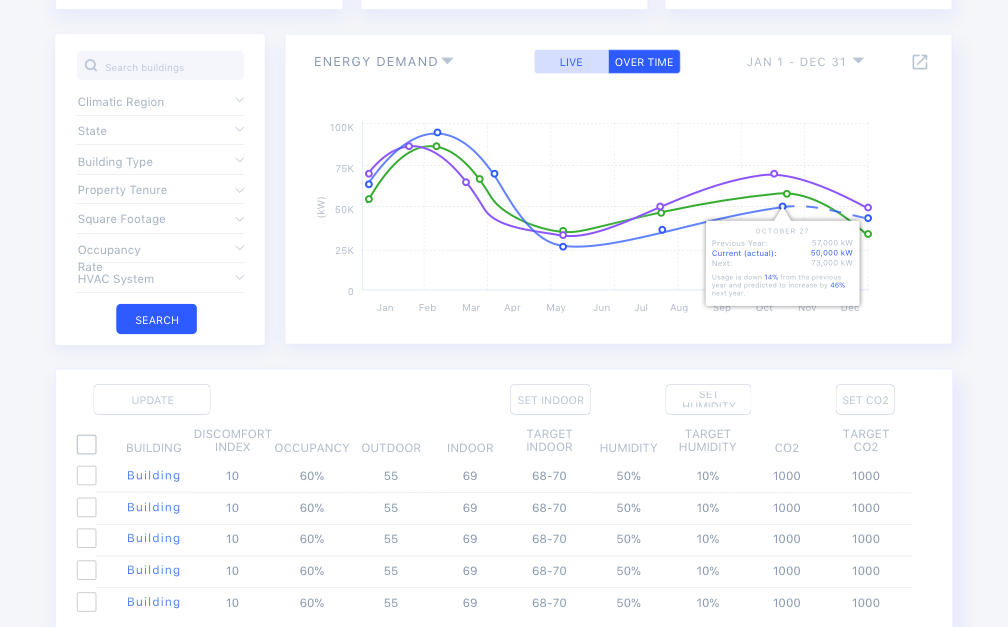 Search buildings
Climatic Region
State
Building Type
Property Tenure
Square Footage
Occupancy
Rate
HVAC System
SEARCH
ENERGY DEMAND
LIVE
OVER TIME
JAN 1 - DEC 31
100K
75K
50K
25K
0
(kW)
Jan Feb Mar Apr May Jun Jul Aug Sep Oct Nov Dec
OCTOBER 27
Previous Year: 57,000 kW
Current (actual): 50,000 kW
Next: 73,000 kW
Usage is down 14% from the previous
year and predicted to increase by 46%
next year.
UPDATE
SET INDOOR
SET
HUMIDITY
SET CO2
BUILDING
DISCOMFORT
INDEX
OCCUPANCY
OUTDOOR
INDOOR
TARGET
INDOOR
HUMIDITY
TARGET
HUMIDITY
CO2
TARGET
CO2
Building 10 60% 55 69 68-70 50% 10% 1000 1000
Building 10 60% 55 69 68-70 50% 10% 1000 1000
Building 10 60% 55 69 68-70 50% 10% 1000 1000
Building 10 60% 55 69 68-70 50% 10% 1000 1000
Building 10 60% 55 69 68-70 50% 10% 1000 1000